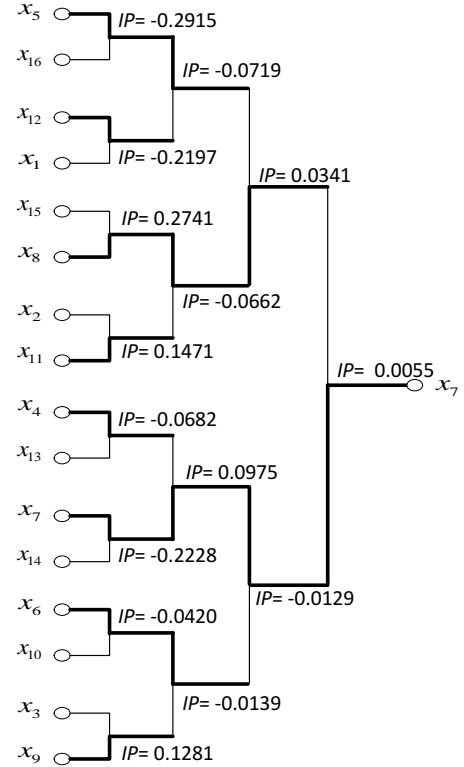 x₅
IP= -0.2915
x₁₆
IP= -0.0719
x₁₂
x₁
IP= -0.2197
IP= 0.0341
x₁₅
IP= 0.2741
x₈
IP= -0.0662
x₂
x₁₁
IP= 0.1471
IP= 0.0055
x₇
x₄
IP= -0.0682
x₁₃
IP= 0.0975
x₇
x₁₄
IP= -0.2228
IP= -0.0129
x₆
IP= -0.0420
x₁₀
IP= -0.0139
x₃
x₉
IP= 0.1281